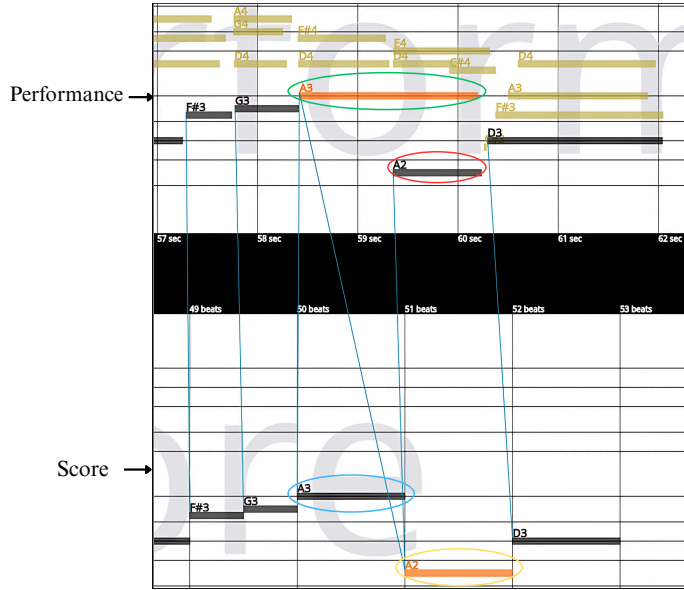 A4
G4
F#4
E4
D4
D4
D4
D4
C#4
D4
Performance
A3
A3
F#3
G3
F#3
D3
A2
57 sec
58 sec
59 sec
60 sec
61 sec
62 sec
49 beats
50 beats
51 beats
52 beats
53 beats
Score
A3
F#3
G3
D3
A2